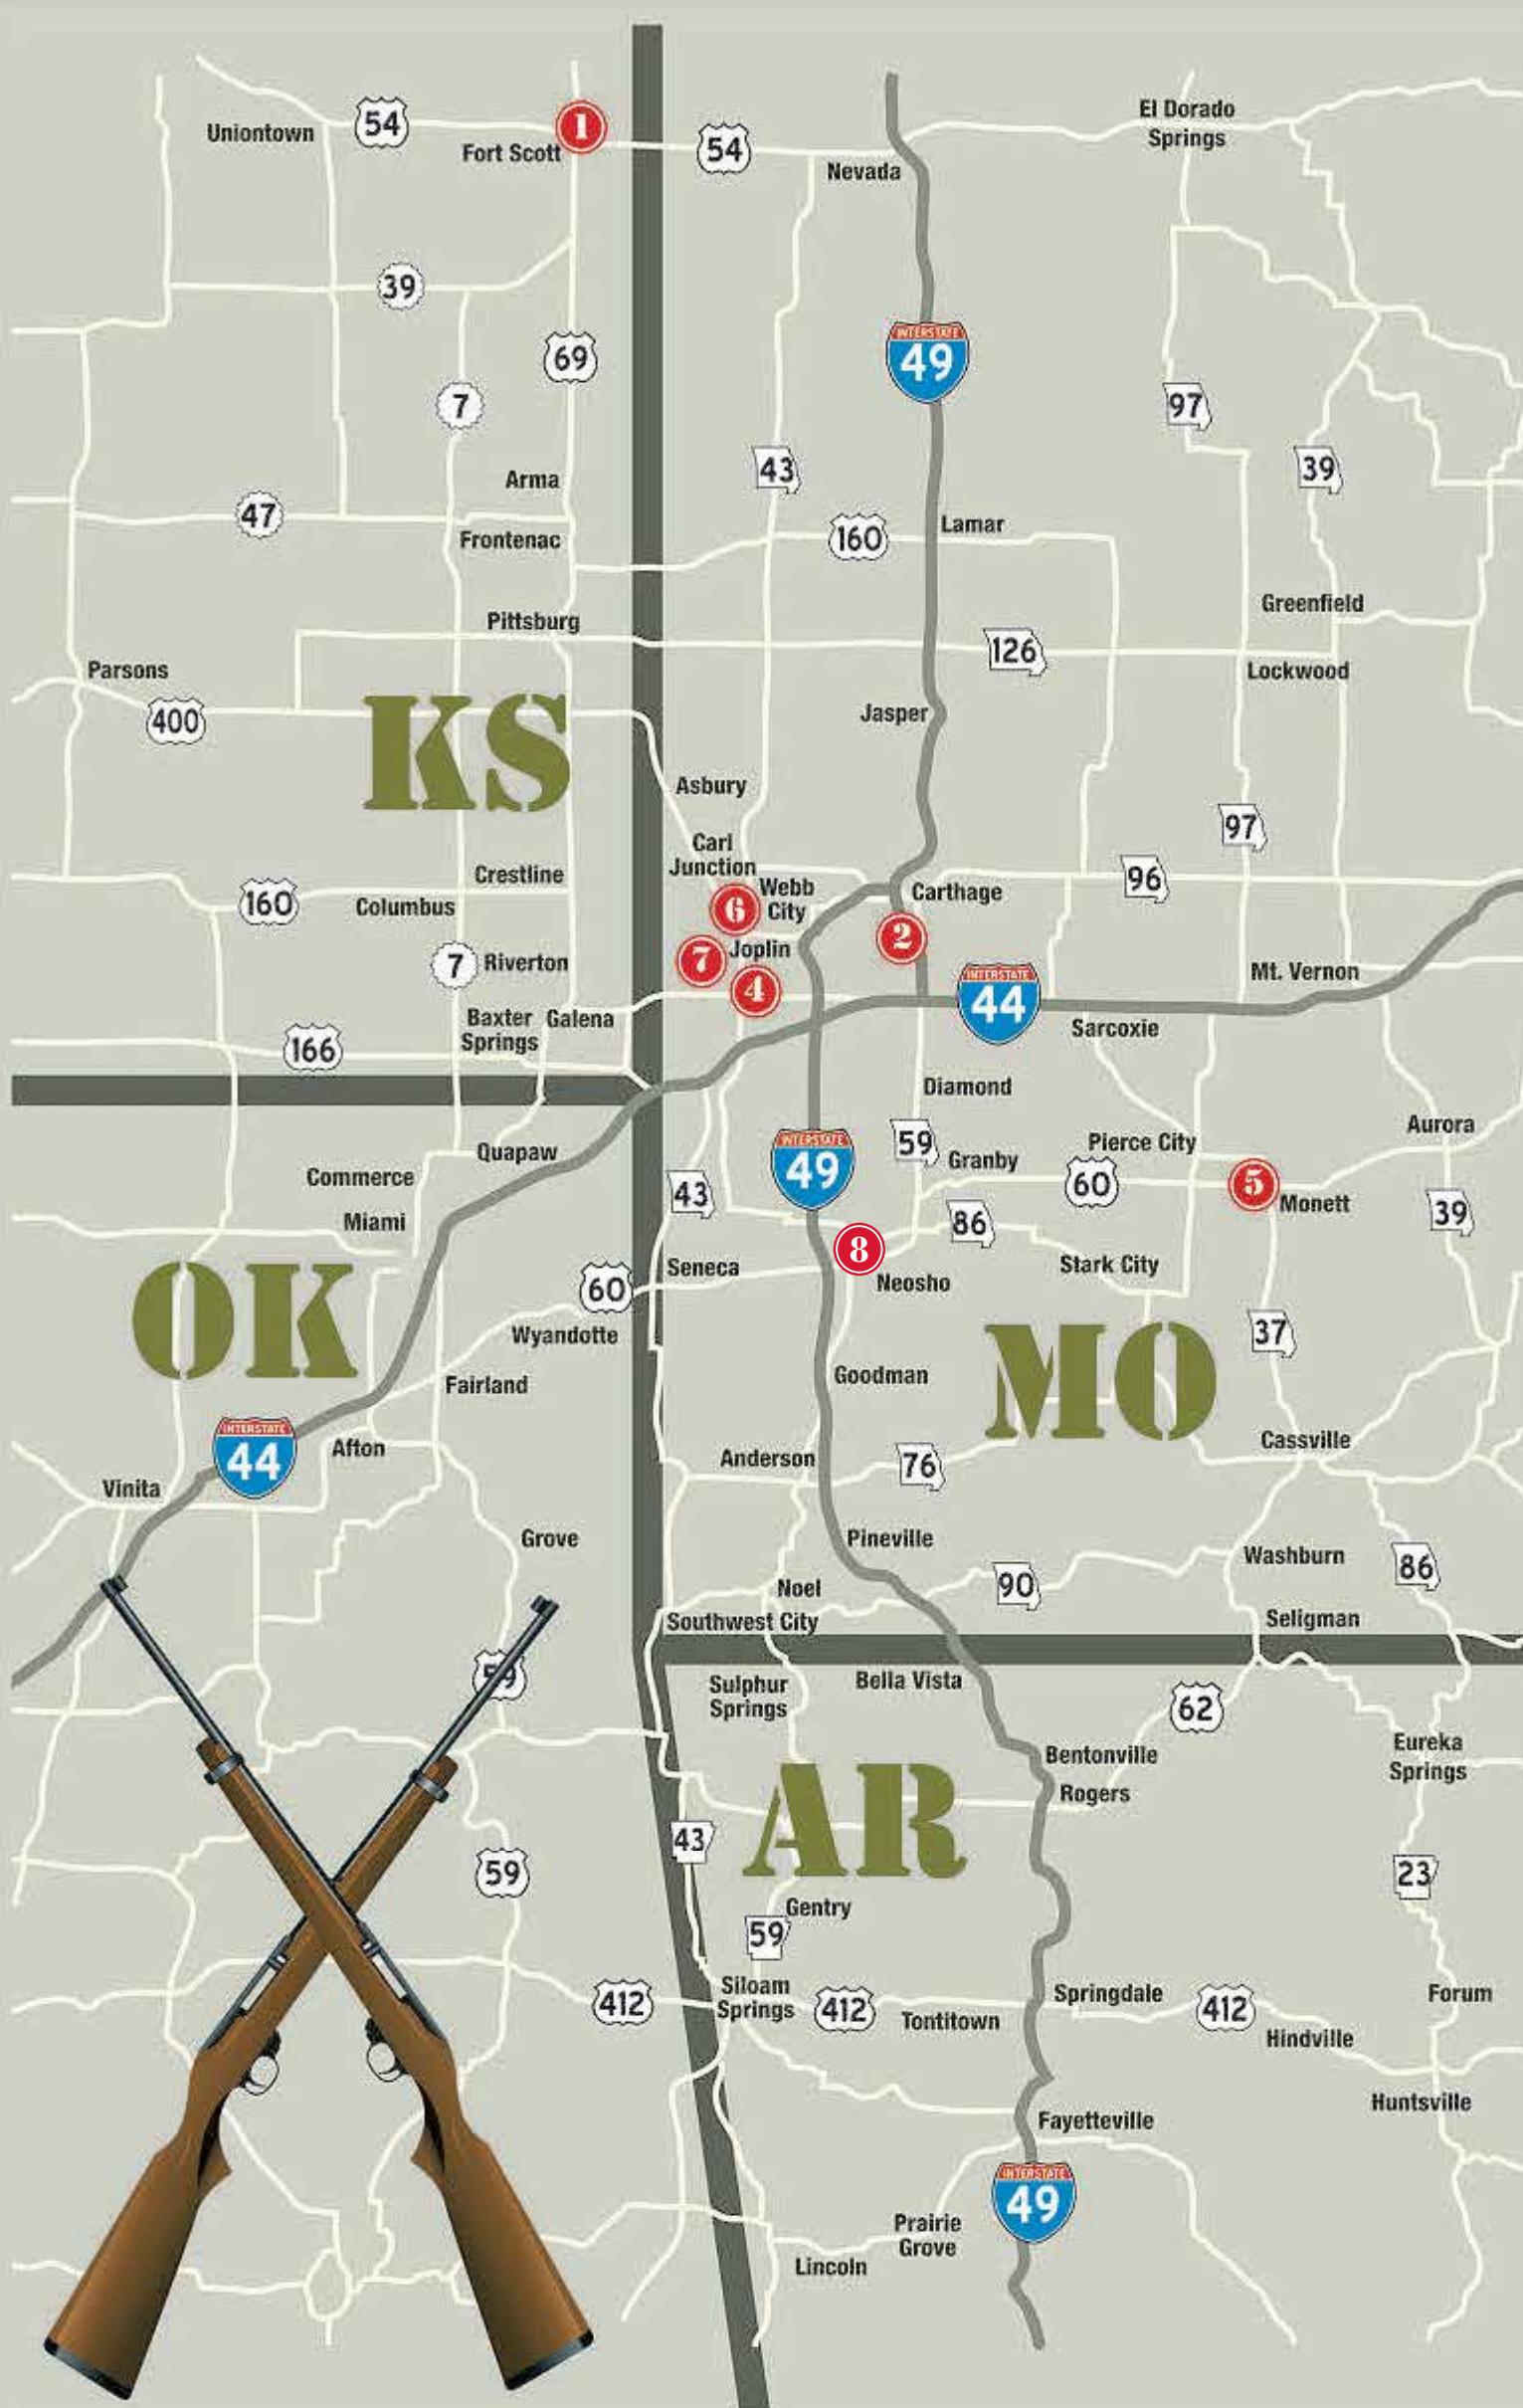 Uniontown
54
1
Fort Scott
54
Nevada
El Dorado
Springs
39
69
INTERSTATE
49
7
97
43
39
Arma
47
Frontenac
160
Lamar
Greenfield
Pittsburg
126
Parsons
Lockwood
400
KS
Jasper
Asbury
97
Carl
Junction
Crestline
96
160
Columbus
6
Webb
City
Carthage
2
7
Riverton
7
Joplin
4
INTERSTATE
44
Mt. Vernon
Baxter
Springs
Galena
Sarcoxie
166
Diamond
Quapaw
INTERSTATE
49
59
Granby
Pierce City
Aurora
Commerce
43
60
5
Monett
Miami
86
39
8
OK
60
Seneca
Neosho
Stark City
Wyandotte
MO
37
Fairland
Goodman
INTERSTATE
44
Afton
Anderson
76
Cassville
Vinita
Grove
Pineville
Washburn
86
Noel
90
Southwest City
Seligman
59
Sulphur
Springs
Bella Vista
62
Bentonville
Rogers
Eureka
Springs
AR
43
59
23
Gentry
59
412
Siloam
Springs
412
Tontitown
Springdale
412
Forum
Hindville
Huntsville
Fayetteville
INTERSTATE
49
Prairie
Grove
Lincoln